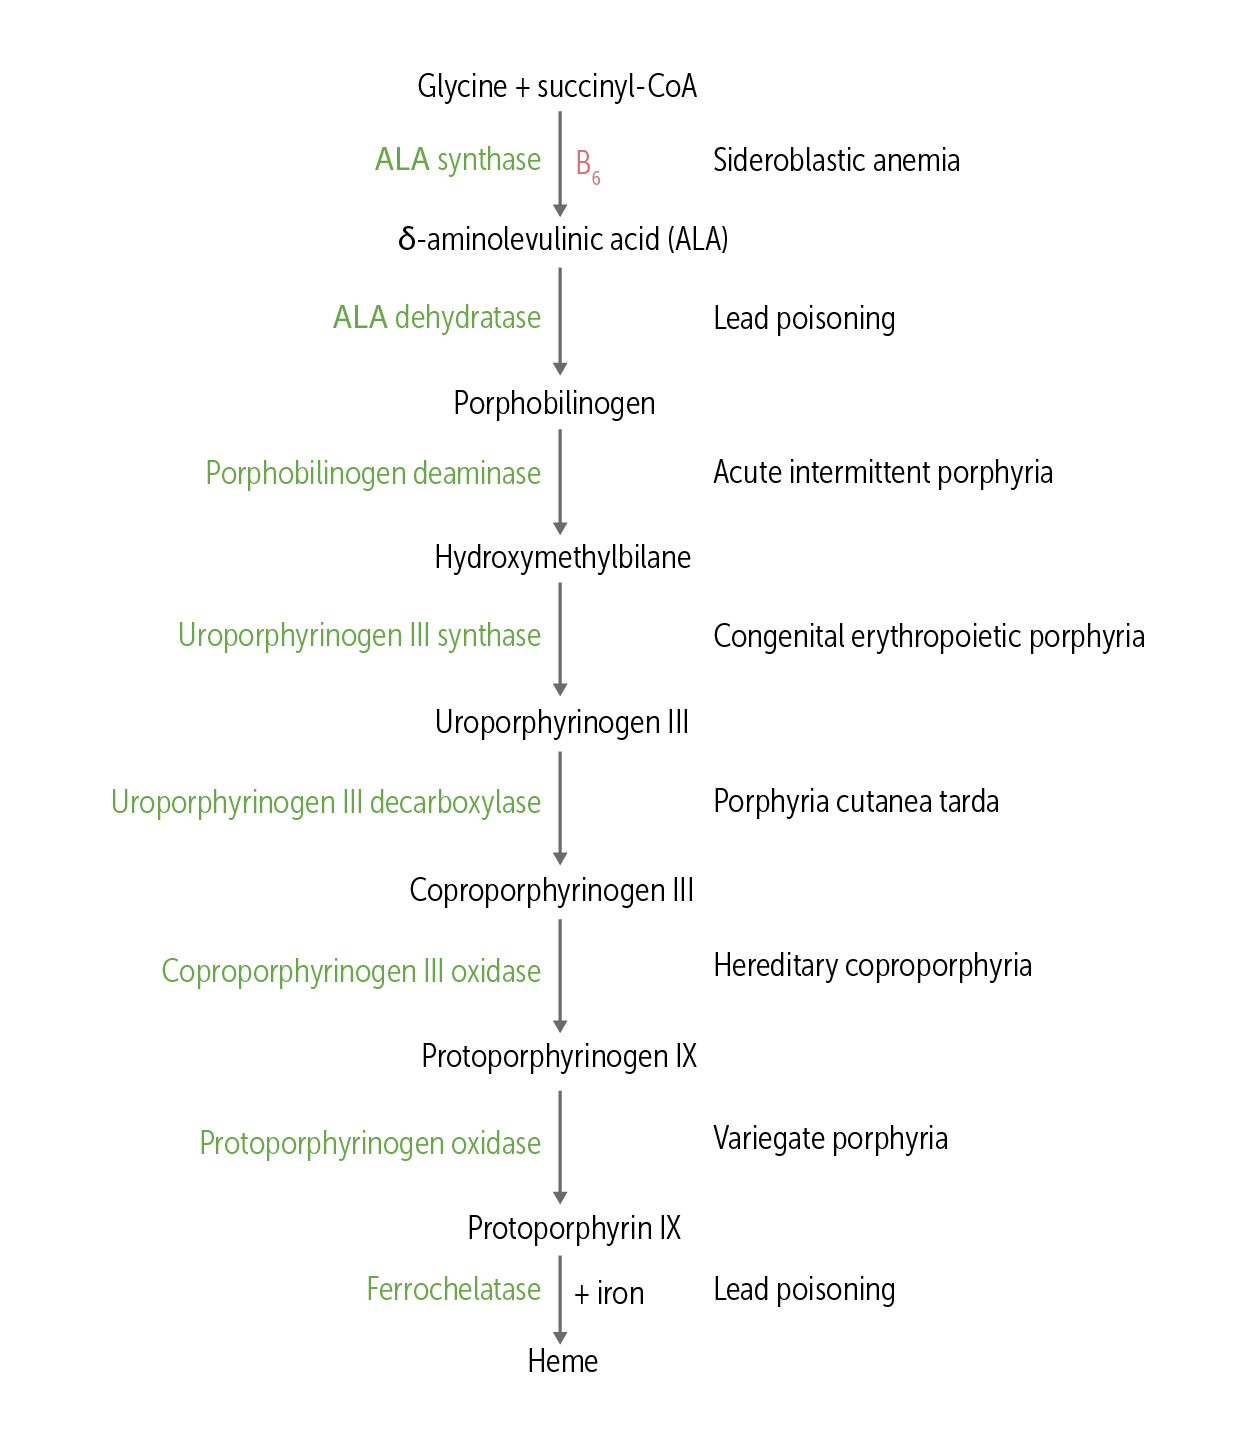 Glycine + succinyl-CoA
ALA synthase B₆ Sideroblastic anemia
δ-aminolevulinic acid (ALA)
ALA dehydratase Lead poisoning
Porphobilinogen
Porphobilinogen deaminase Acute intermittent porphyria
Hydroxymethylbilane
Uroporphyrinogen III synthase Congenital erythropoietic porphyria
Uroporphyrinogen III
Uroporphyrinogen III decarboxylase Porphyria cutanea tarda
Coproporphyrinogen III
Coproporphyrinogen III oxidase Hereditary coproporphyria
Protoporphyrinogen IX
Protoporphyrinogen oxidase Variegate porphyria
Protoporphyrin IX
Ferrochelatase + iron Lead poisoning
Heme